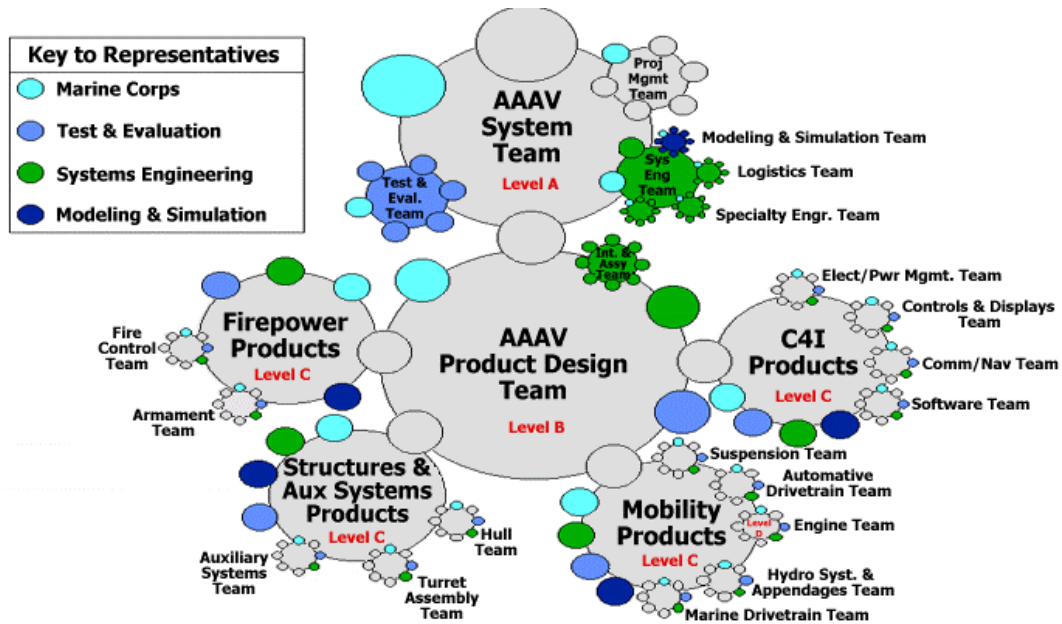 Key to Representatives
Marine Corps
Test & Evaluation
Systems Engineering
Modeling & Simulation
AAAV
System
Team
Level A
Proj
Mgmt
Team
Modeling & Simulation Team
Sys
Eng
Team
Logistics Team
Specialty Engr. Team
Test &
Eval.
Team
Int. &
Assy
Team
AAAV
Product Design
Team
Level B
Firepower
Products
Level C
Fire
Control
Team
Armament
Team
C4I
Products
Level C
Elect/Pwr Mgmt. Team
Controls & Displays
Team
Comm/Nav Team
Software Team
Structures &
Aux Systems
Products
Level C
Hull
Team
Auxiliary
Systems
Team
Turret
Assembly
Team
Mobility
Products
Level C
Suspension Team
Automative
Drivetrain Team
Level
D
Engine Team
Hydro Syst. &
Appendages Team
Marine Drivetrain Team